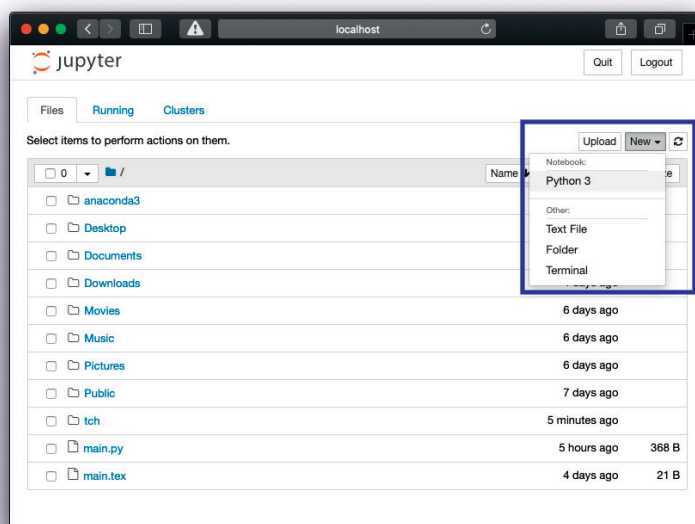 localhost
jupyter
Quit Logout
Files Running Clusters
Select items to perform actions on them.
Upload New
0 / Name
Notebook:
Python 3
Other:
Text File
Folder
Terminal
anaconda3
Desktop
Documents
Downloads days ago
Movies 6 days ago
Music 6 days ago
Pictures 6 days ago
Public 7 days ago
tch 5 minutes ago
main.py 5 hours ago 368 B
main.tex 4 days ago 21 B